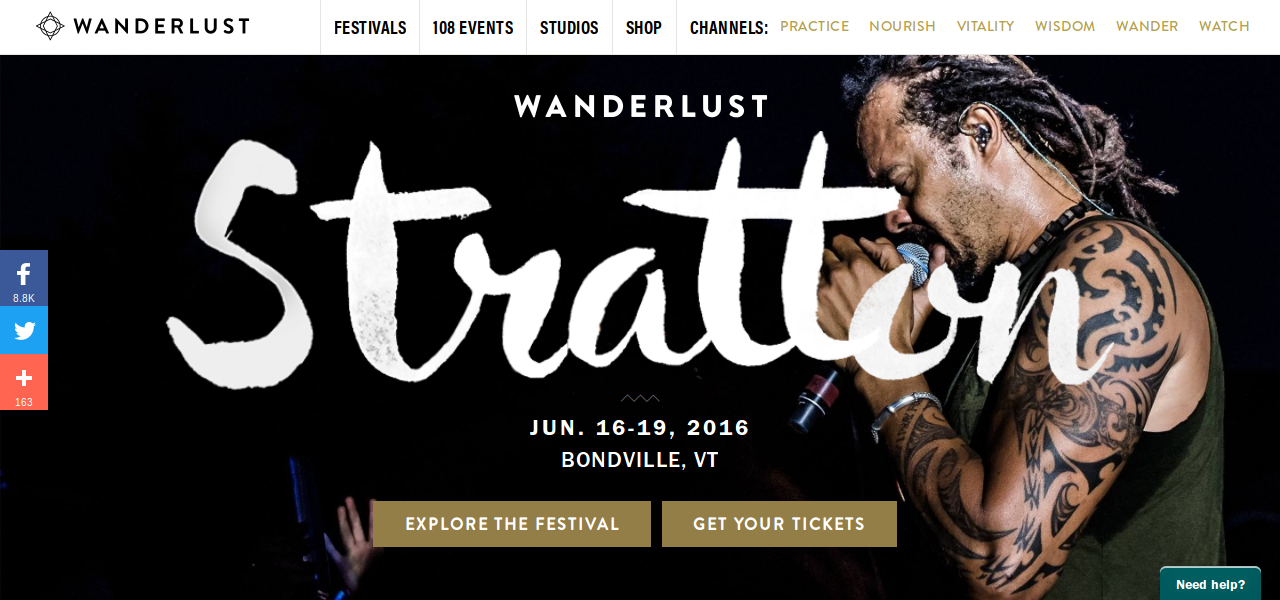 WANDERLUST
FESTIVALS 108 EVENTS STUDIOS SHOP CHANNELS: PRACTICE NOURISH VITALITY WISDOM WANDER WATCH
WANDERLUST
Stratton
8.8K
163
JUN. 16-19, 2016
BONDVILLE, VT
EXPLORE THE FESTIVAL GET YOUR TICKETS
Need help?